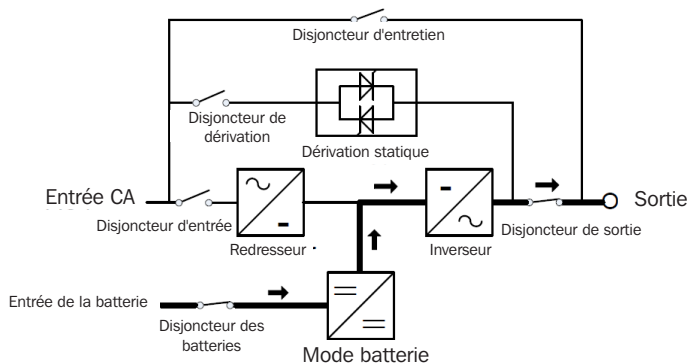 Disjoncteur d'entretien
Disjoncteur de
dérivation
Dérivation statique
Entrée CA
Sortie
Disjoncteur d'entrée
Redresseur
Inverseur
Disjoncteur de sortie
Entrée de la batterie
Disjoncteur des
batteries
Mode batterie